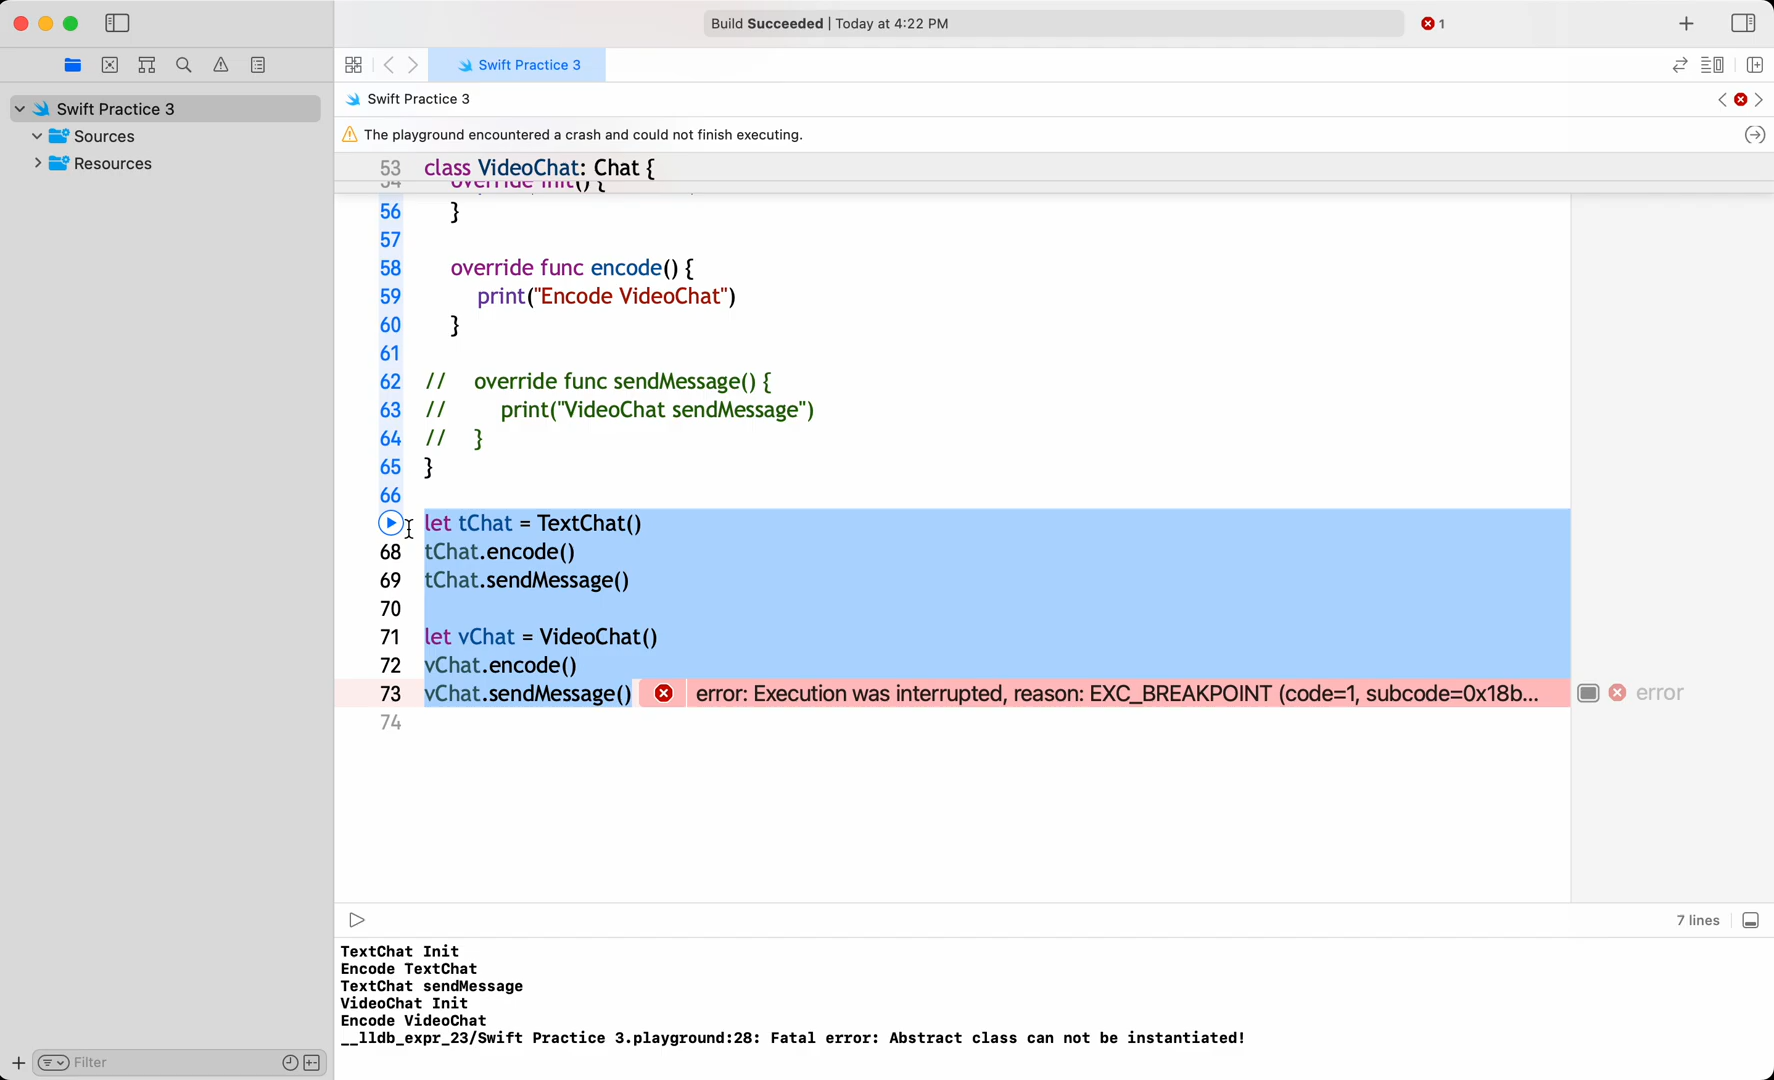 Build Succeeded | Today at 4:22 PM
1
Swift Practice 3
Swift Practice 3
Sources
Resources
Swift Practice 3
The playground encountered a crash and could not finish executing.
53 class VideoChat: Chat {
54 override init() {
56 }
57
58 override func encode() {
59 print("Encode VideoChat")
60 }
61
62 // override func sendMessage() {
63 // print("VideoChat sendMessage")
64 // }
65 }
66
let tChat = TextChat()
68 tChat.encode()
69 tChat.sendMessage()
70
71 let vChat = VideoChat()
72 vChat.encode()
73 vChat.sendMessage() error: Execution was interrupted, reason: EXC_BREAKPOINT (code=1, subcode=0x18b... error
74
7 lines
TextChat Init
Encode TextChat
TextChat sendMessage
VideoChat Init
Encode VideoChat
__lldb_expr_23/Swift Practice 3.playground:28: Fatal error: Abstract class can not be instantiated!
Filter